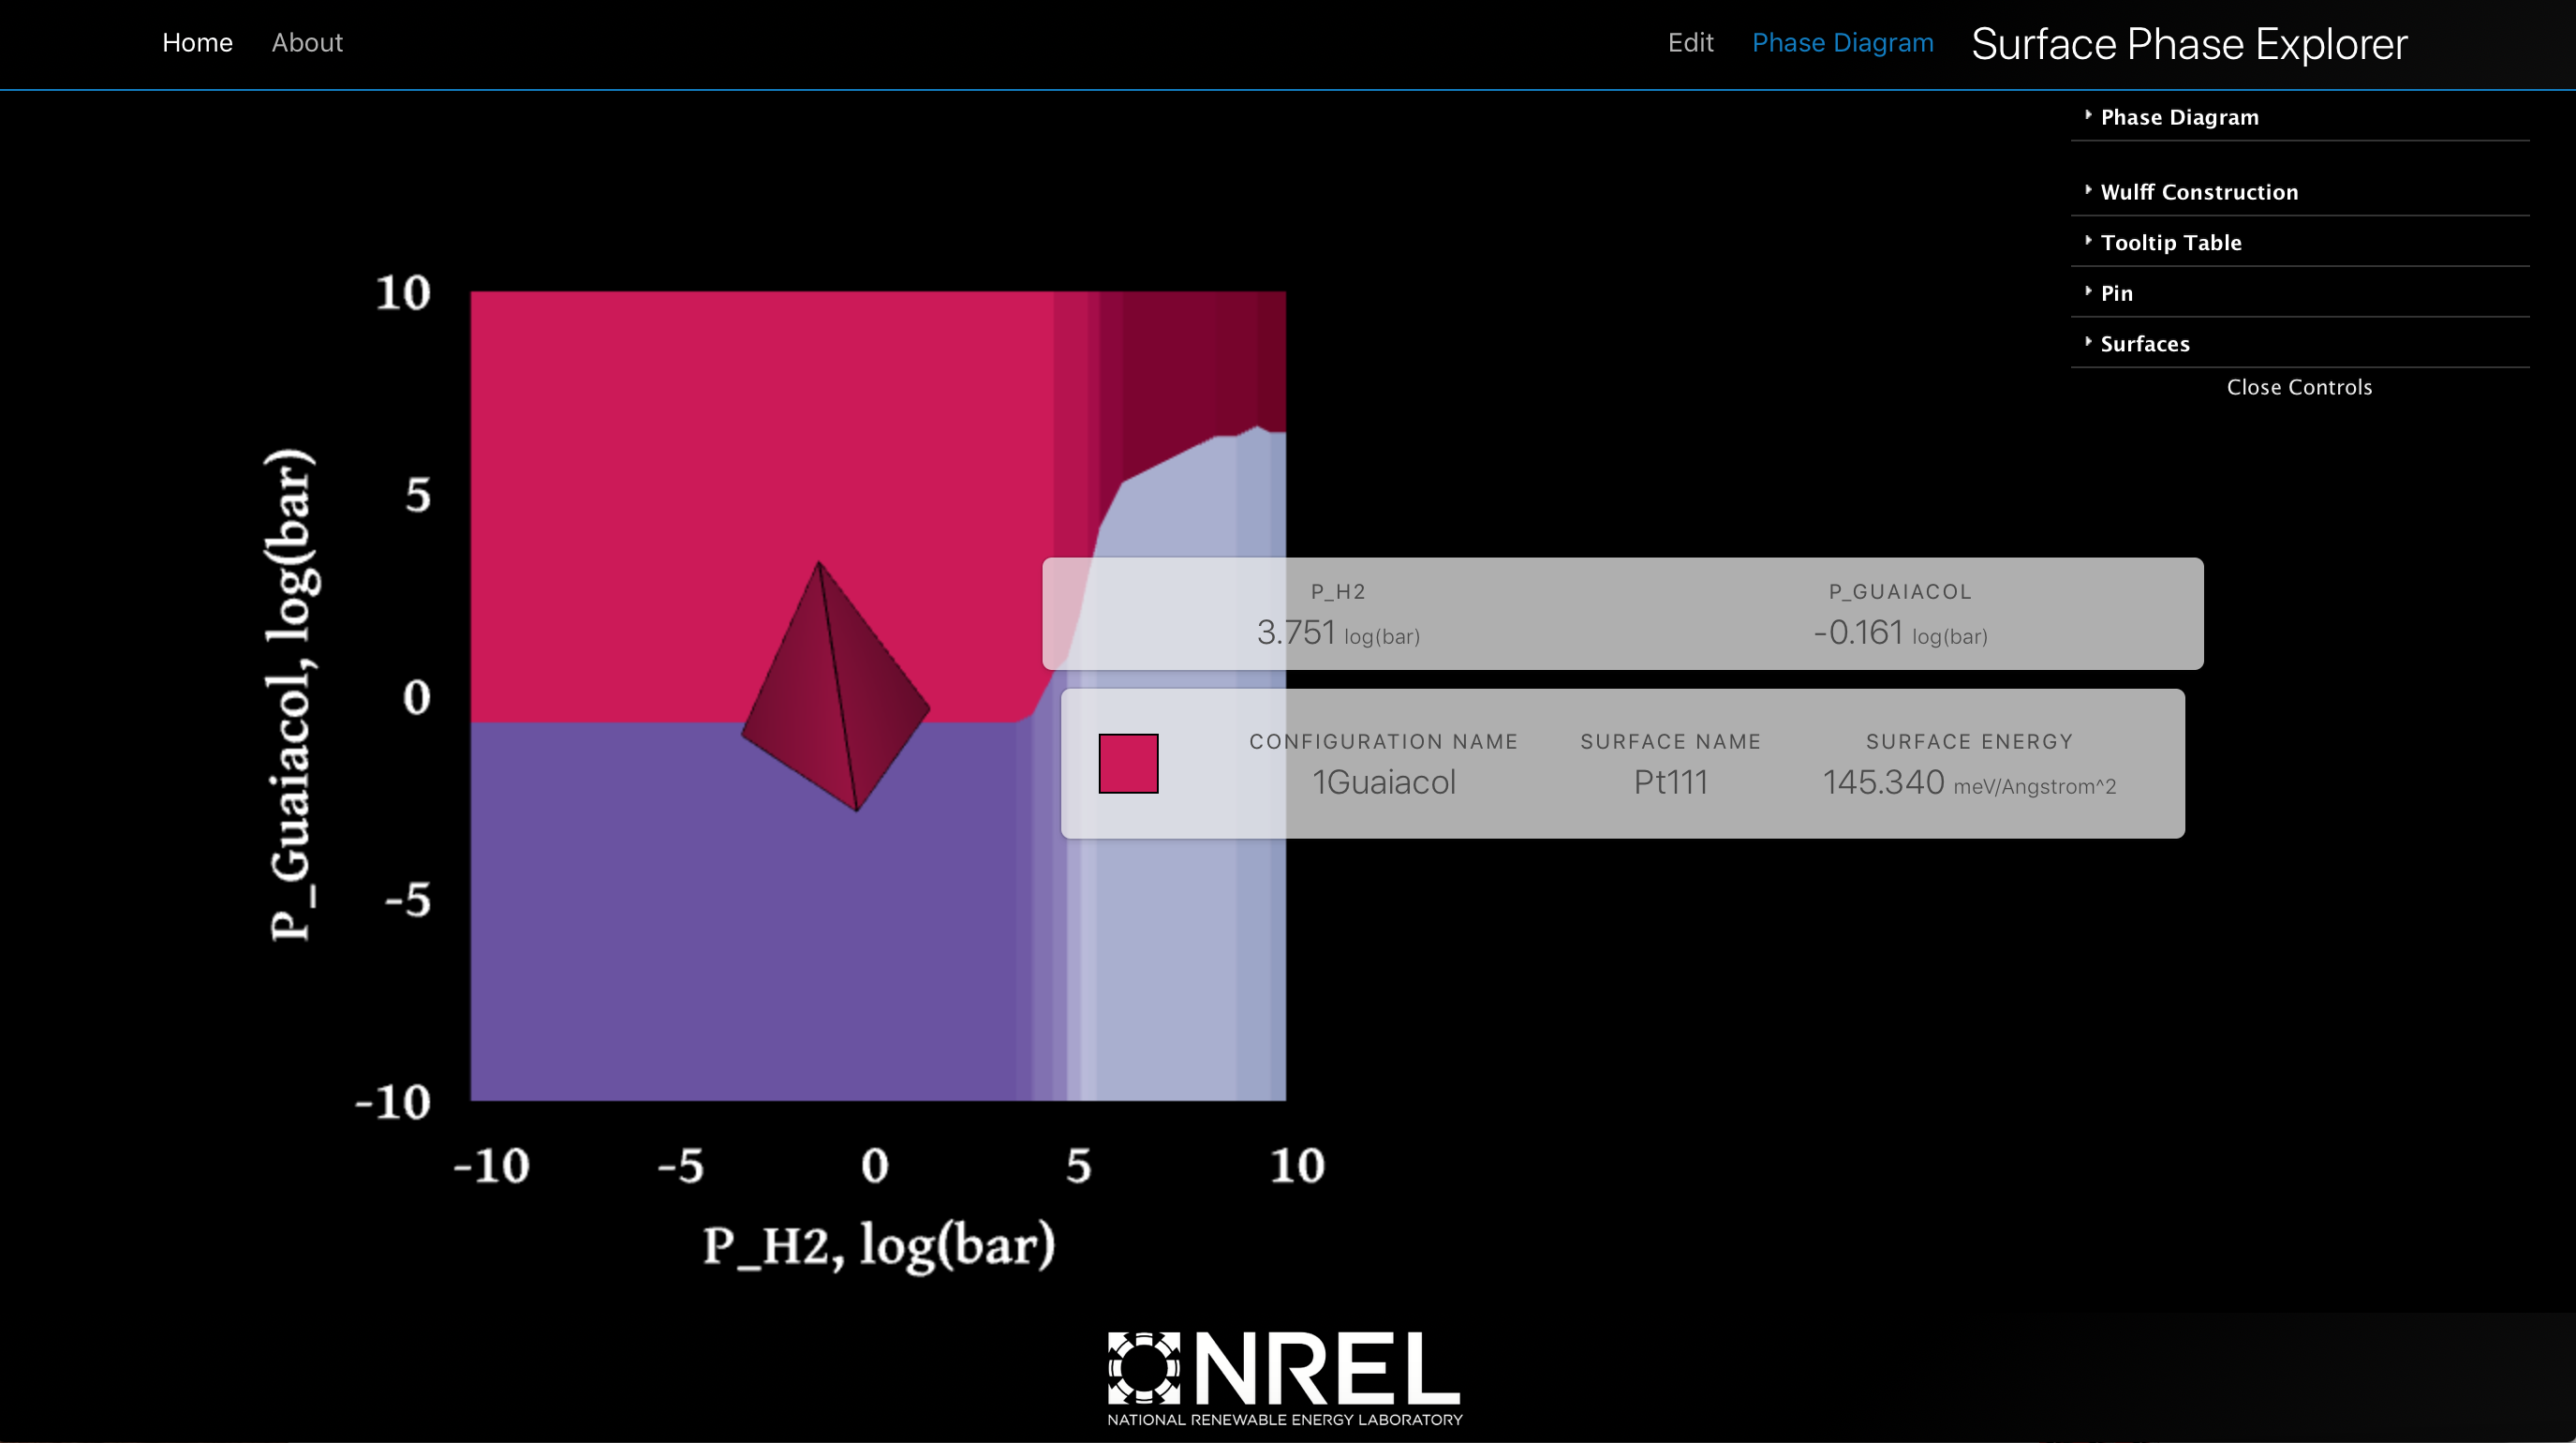 Home About Edit Phase Diagram Surface Phase Explorer
Phase Diagram
Wulff Construction
Tooltip Table
Pin
Surfaces
Close Controls
P_Guaiacol, log(bar)
10
5
0
-5
-10
-10 -5 0 5 10
P_H2, log(bar)
P_H2 P_GUAIACOL
3.751 log(bar) -0.161 log(bar)
CONFIGURATION NAME SURFACE NAME SURFACE ENERGY
1Guaiacol Pt111 145.340 meV/Angstrom^2
NREL
NATIONAL RENEWABLE ENERGY LABORATORY